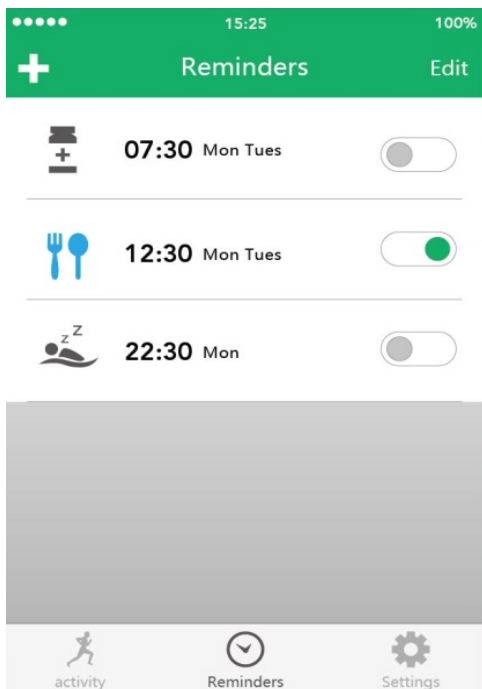 15:25 100%
Reminders Edit
07:30 Mon Tues
12:30 Mon Tues
z Z
22:30 Mon
activity Reminders Settings